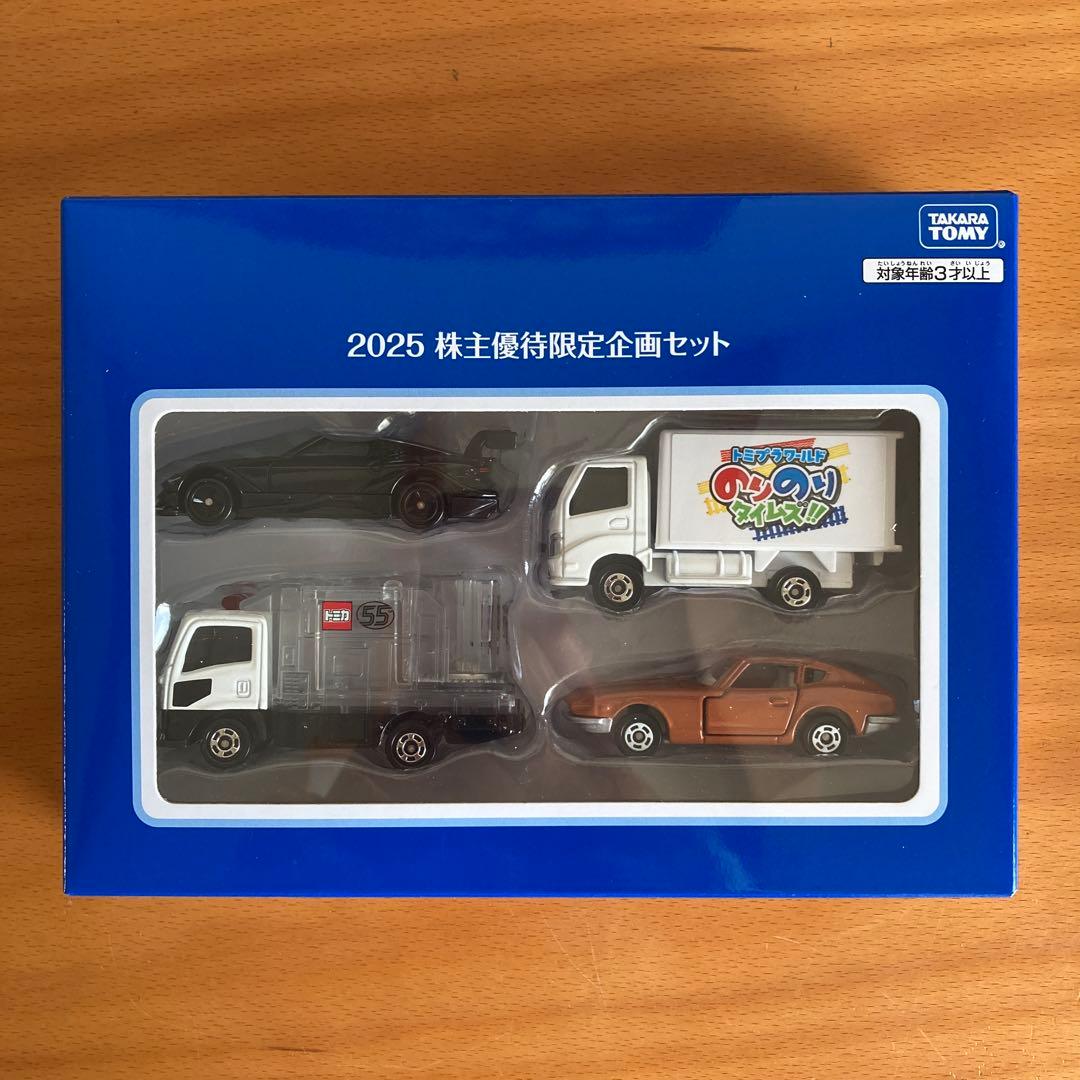 TAKARA
TOMY
たいしょうねんれい さいいじょう
対象年齢3才以上
2025 株主優待限定企画セット
トミプラワールド
のりのり
タイムズ!!
トミカ 55